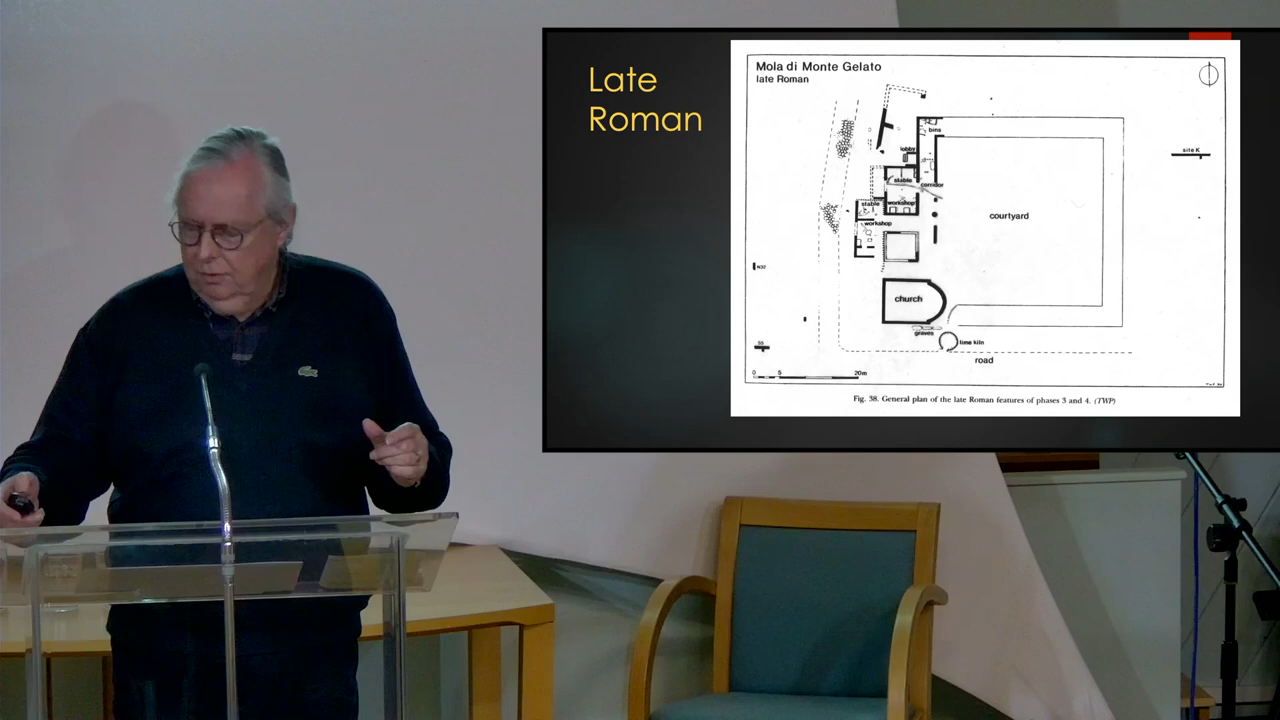 Late
Roman
Mola di Monte Gelato
late Roman
bins
lobby
stable
corridor
stable
workshop
workshop
courtyard
site K
N32
church
graves
lime kiln
road
0 5 20m
Fig. 38. General plan of the late Roman features of phases 3 and 4. (TWP)